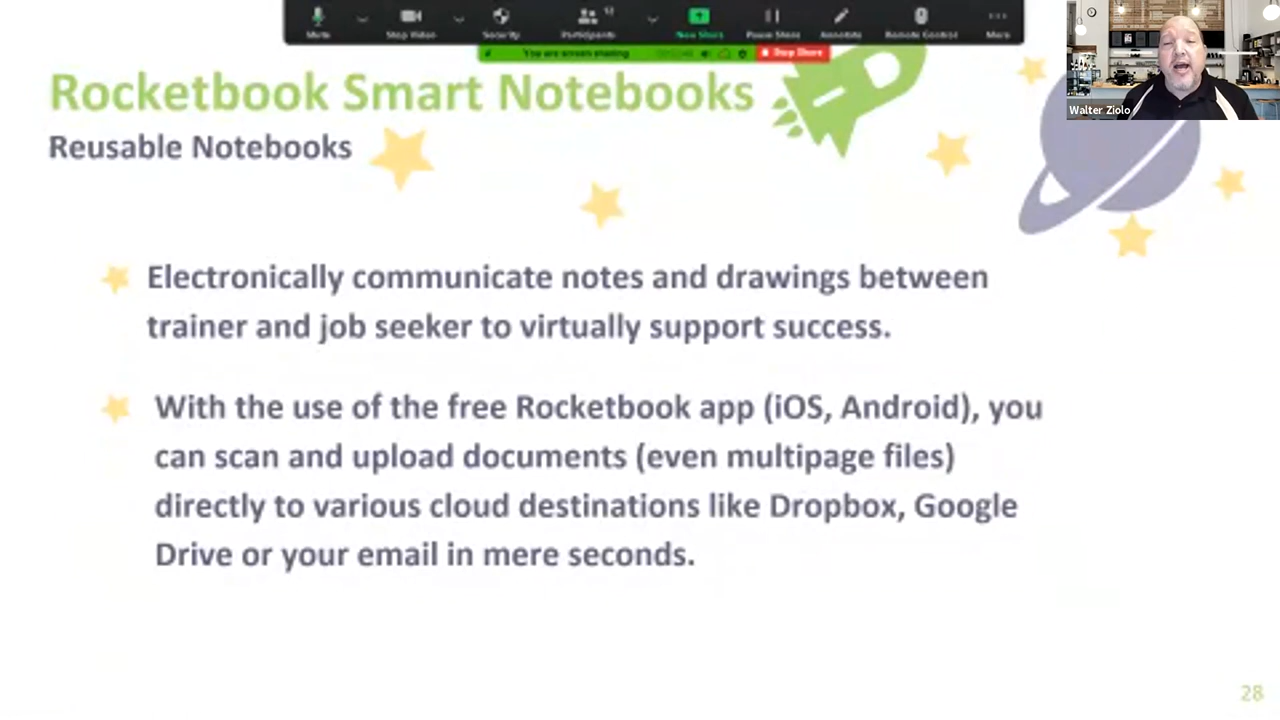 Mute
Stop Video
Security
Participants
12
New Share
Pause Share
Annotate
Remote Control
More
You are screen sharing
Stop Share
Walter Ziolo
Rocketbook Smart Notebooks
Reusable Notebooks
Electronically communicate notes and drawings between
trainer and job seeker to virtually support success.
With the use of the free Rocketbook app (iOS, Android), you
can scan and upload documents (even multipage files)
directly to various cloud destinations like Dropbox, Google
Drive or your email in mere seconds.
28